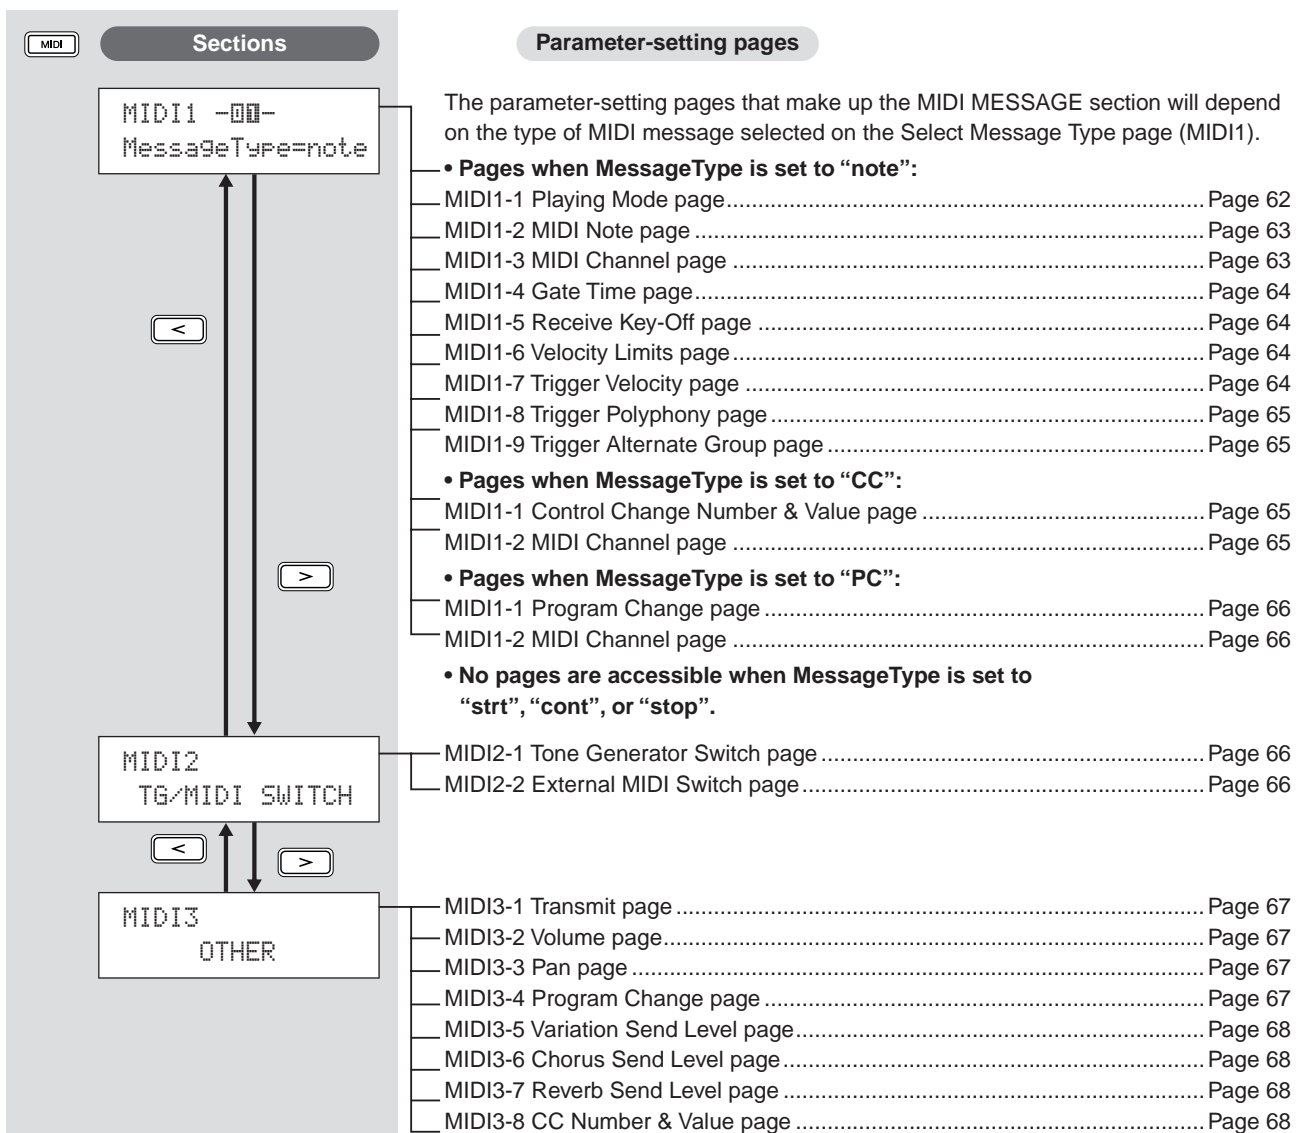 MIDI
Sections
Parameter-setting pages
MIDI1 -01-
MessageType=note
The parameter-setting pages that make up the MIDI MESSAGE section will depend
on the type of MIDI message selected on the Select Message Type page (MIDI1).
• Pages when MessageType is set to “note”:
MIDI1-1 Playing Mode page Page 62
MIDI1-2 MIDI Note page Page 63
MIDI1-3 MIDI Channel page Page 63
MIDI1-4 Gate Time page Page 64
MIDI1-5 Receive Key-Off page Page 64
MIDI1-6 Velocity Limits page Page 64
MIDI1-7 Trigger Velocity page Page 64
MIDI1-8 Trigger Polyphony page Page 65
MIDI1-9 Trigger Alternate Group page Page 65
• Pages when MessageType is set to “CC”:
MIDI1-1 Control Change Number & Value page Page 65
MIDI1-2 MIDI Channel page Page 65
• Pages when MessageType is set to “PC”:
MIDI1-1 Program Change page Page 66
MIDI1-2 MIDI Channel page Page 66
• No pages are accessible when MessageType is set to
“strt”, “cont”, or “stop”.
<
>
MIDI2
TG/MIDI SWITCH
MIDI2-1 Tone Generator Switch page Page 66
MIDI2-2 External MIDI Switch page Page 66
<
>
MIDI3
OTHER
MIDI3-1 Transmit page Page 67
MIDI3-2 Volume page Page 67
MIDI3-3 Pan page Page 67
MIDI3-4 Program Change page Page 67
MIDI3-5 Variation Send Level page Page 68
MIDI3-6 Chorus Send Level page Page 68
MIDI3-7 Reverb Send Level page Page 68
MIDI3-8 CC Number & Value page Page 68